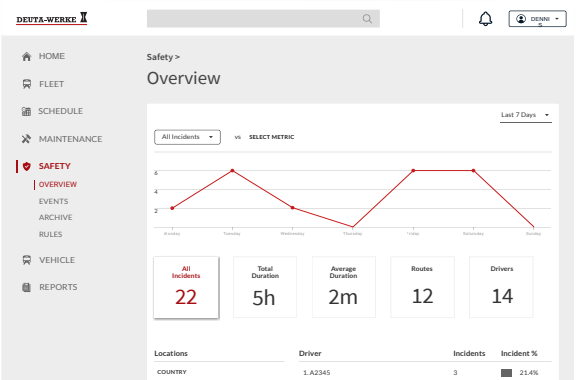 DEUTA-WERKE
DENNI
S
HOME
FLEET
SCHEDULE
MAINTENANCE
SAFETY
OVERVIEW
EVENTS
ARCHIVE
RULES
VEHICLE
REPORTS
Safety >
Overview
Last 7 Days
All Incidents
vs
SELECT METRIC
6
4
2
Monday
Tuesday
Wednesday
Thursday
Friday
Saturday
Sunday
All
Incidents
22
Total
Duration
5h
Average
Duration
2m
Routes
12
Drivers
14
Locations
COUNTRY
Driver
Incidents
Incident %
1. A2345
3
21.4%